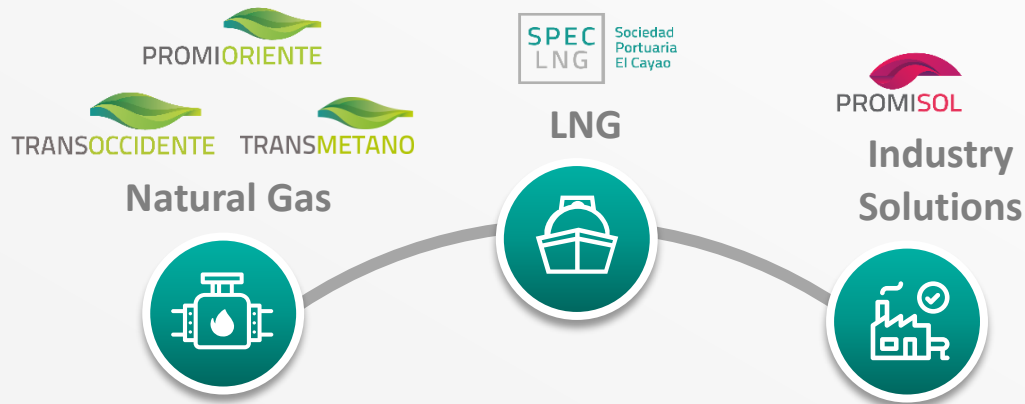 PROMIORIENTE
TRANSOCCIDENTE
TRANSMETANO
Natural Gas
SPEC
LNG
Sociedad
Portuaria
El Cayao
LNG
PROMISOL
Industry
Solutions